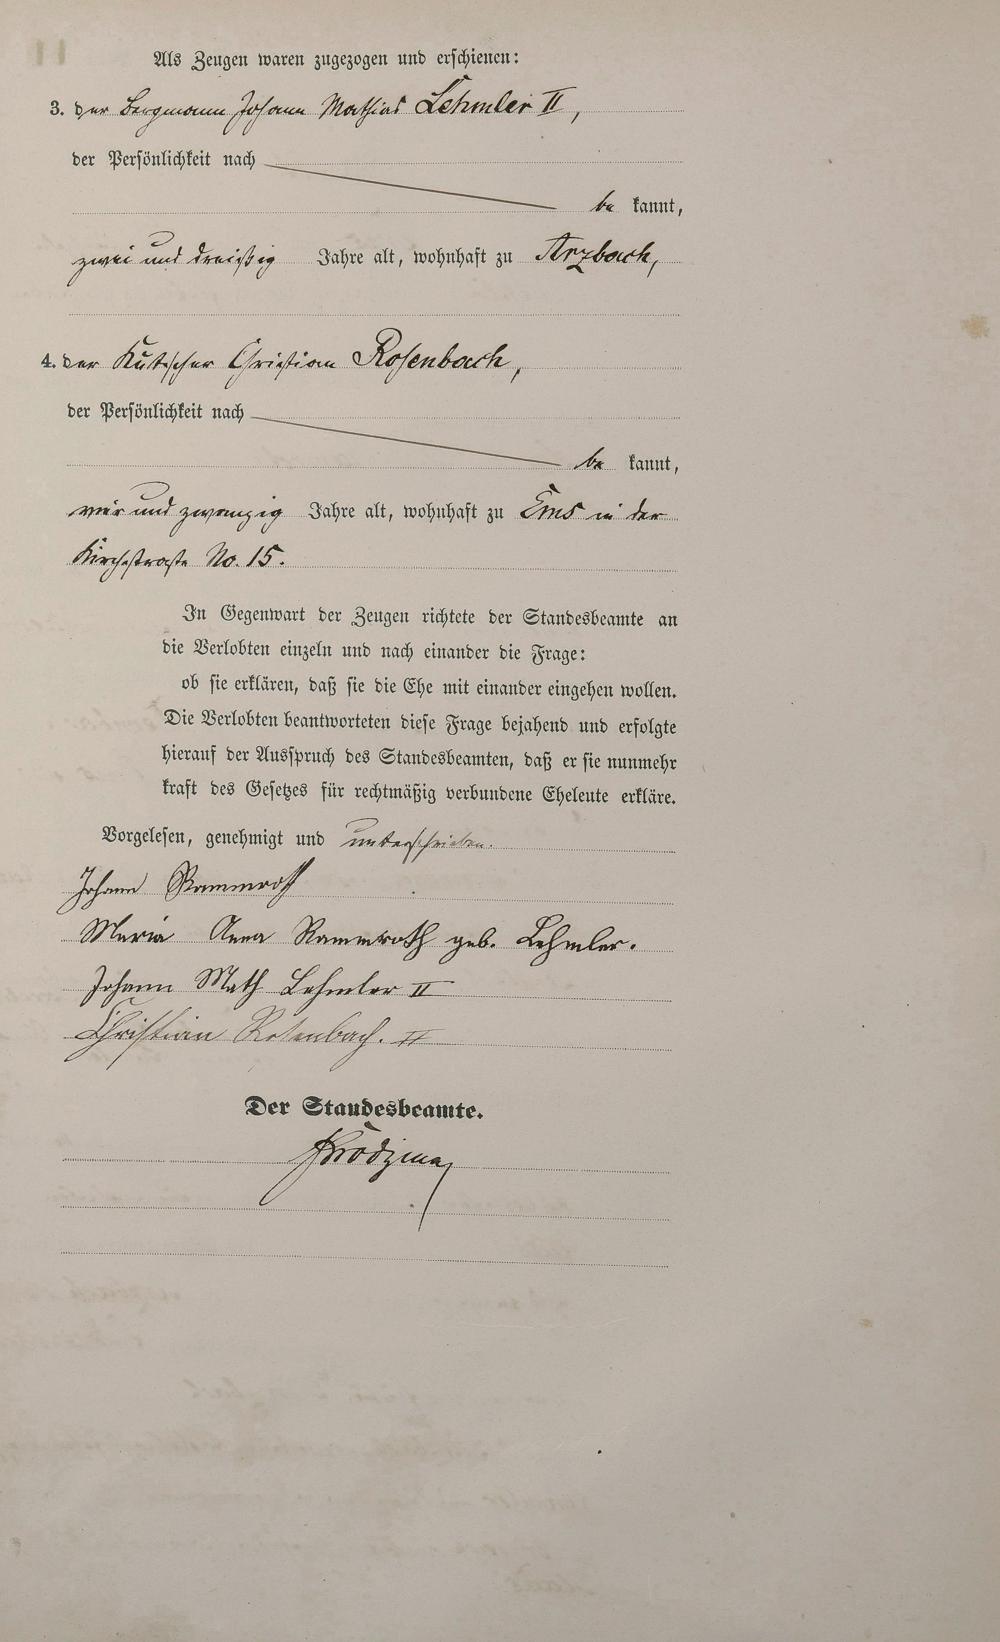 Als Zeugen waren zugezogen und erschienen:
3. der Bergmann Johann Mathias Lehmler II,
der Persönlichkeit nach
be kannt,
zwei und dreißig Jahre alt, wohnhaft zu Arzbach,
4. der Kutscher Christian Rosenbach,
der Persönlichkeit nach
be kannt,
vier und zwanzig Jahre alt, wohnhaft zu Ems in der
Kirchstraße No. 15.
In Gegenwart der Zeugen richtete der Standesbeamte an
die Verlobten einzeln und nach einander die Frage:
ob sie erklären, daß sie die Ehe mit einander eingehen wollen.
Die Verlobten beantworteten diese Frage bejahend und erfolgte
hierauf der Ausspruch des Standesbeamten, daß er sie nunmehr
kraft des Gesetzes für rechtmäßig verbundene Eheleute erkläre.
Vorgelesen, genehmigt und unterschrieben.
Johann Rammroth
Maria Anna Rammroth geb. Lehmler.
Johann Math Lehmler II
Christian Rosenbach. II
Der Standesbeamte.